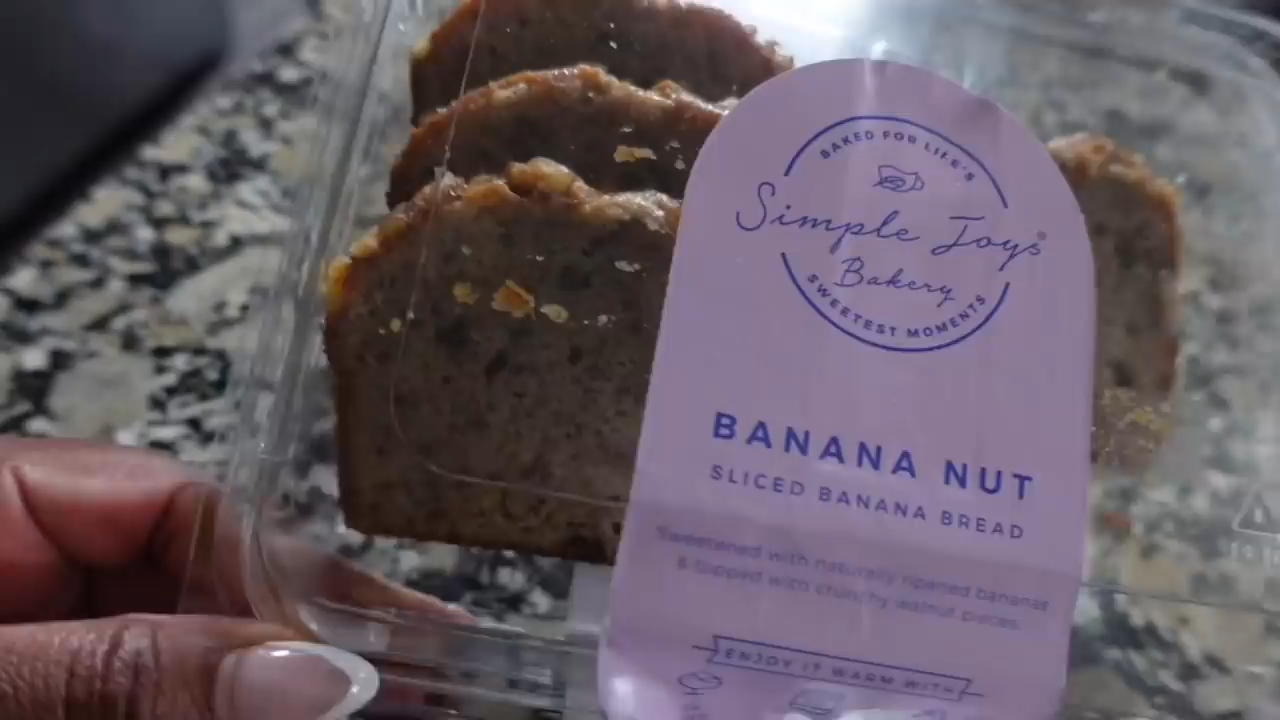 BAKED FOR LIFE'S
Simple Joys®
Bakery
SWEETEST MOMENTS
BANANA NUT
SLICED BANANA BREAD
Sweetened with naturally ripened bananas
& topped with crunchy walnut pieces.
ENJOY IT WARM WITH